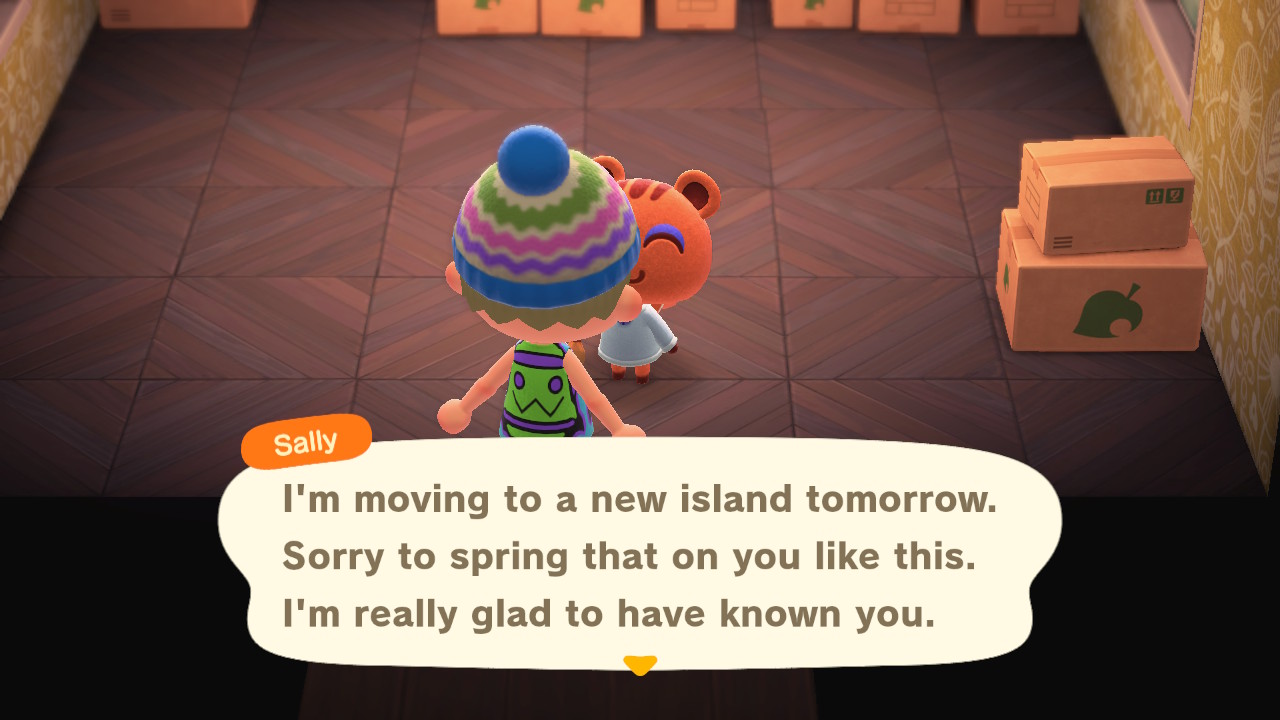 Sally
I'm moving to a new island tomorrow.
Sorry to spring that on you like this.
I'm really glad to have known you.